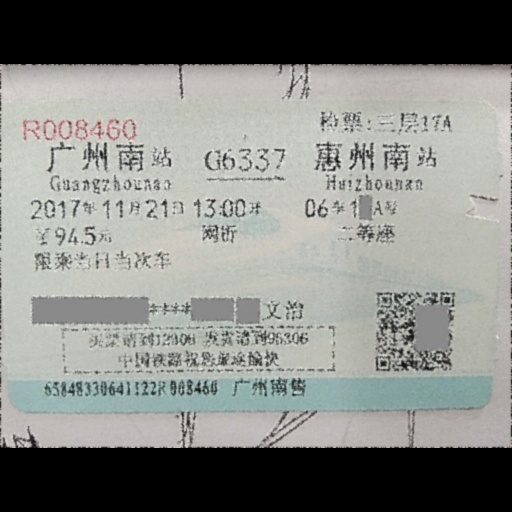 R008460 检票:三层17A
广州南站 G6337 惠州南站
Guangzhounan Huizhounan
2017年11月21日 13:00开 06车1 A号
￥94.5元 网折 二等座
限乘当日当次车
*** 文治
买票请到12306 发货请到95306
中国铁路祝您旅途愉快
65848330641122R008460 广州南售